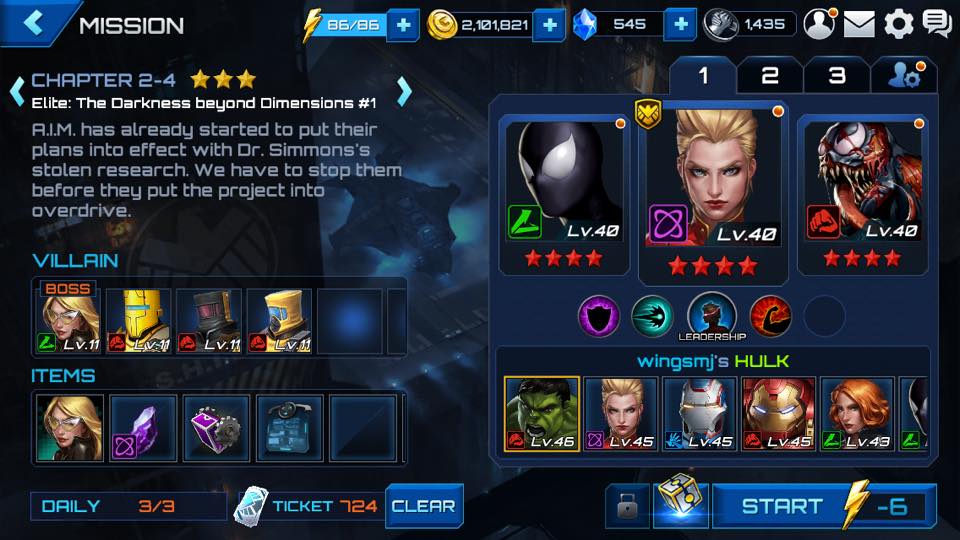 MISSION
86/86
2,101,821
545
1,435
CHAPTER 2-4
Elite: The Darkness beyond Dimensions #1
A.I.M. has already started to put their
plans into effect with Dr. Simmons's
stolen research. We have to stop them
before they put the project into
overdrive.
VILLAIN
BOSS
Lv.11
Lv.11
Lv.11
Lv.11
ITEMS
DAILY 3/3
TICKET 724
CLEAR
1
2
3
Lv.40
Lv.40
Lv.40
LEADERSHIP
wingsmj's HULK
Lv.46
Lv.45
Lv.45
Lv.45
Lv.43
START -6